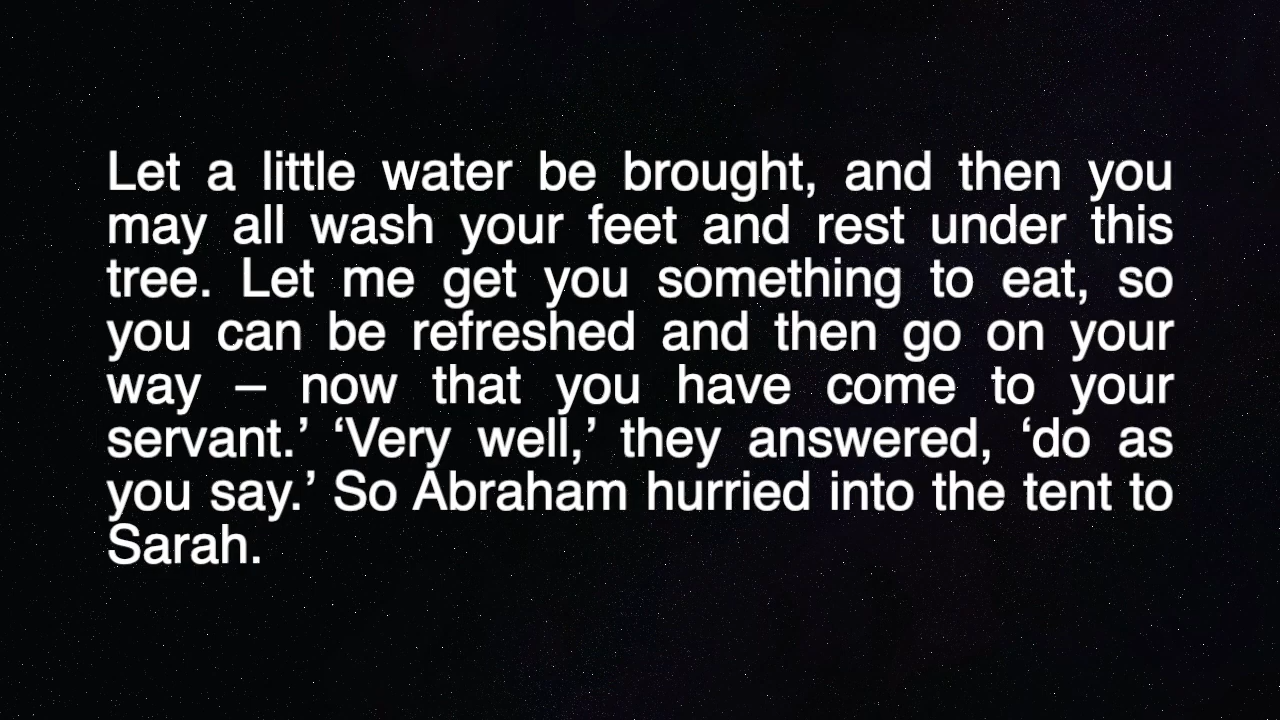 Let a little water be brought, and then you
may all wash your feet and rest under this
tree. Let me get you something to eat, so
you can be refreshed and then go on your
way – now that you have come to your
servant.’ ‘Very well,’ they answered, ‘do as
you say.’ So Abraham hurried into the tent to
Sarah.